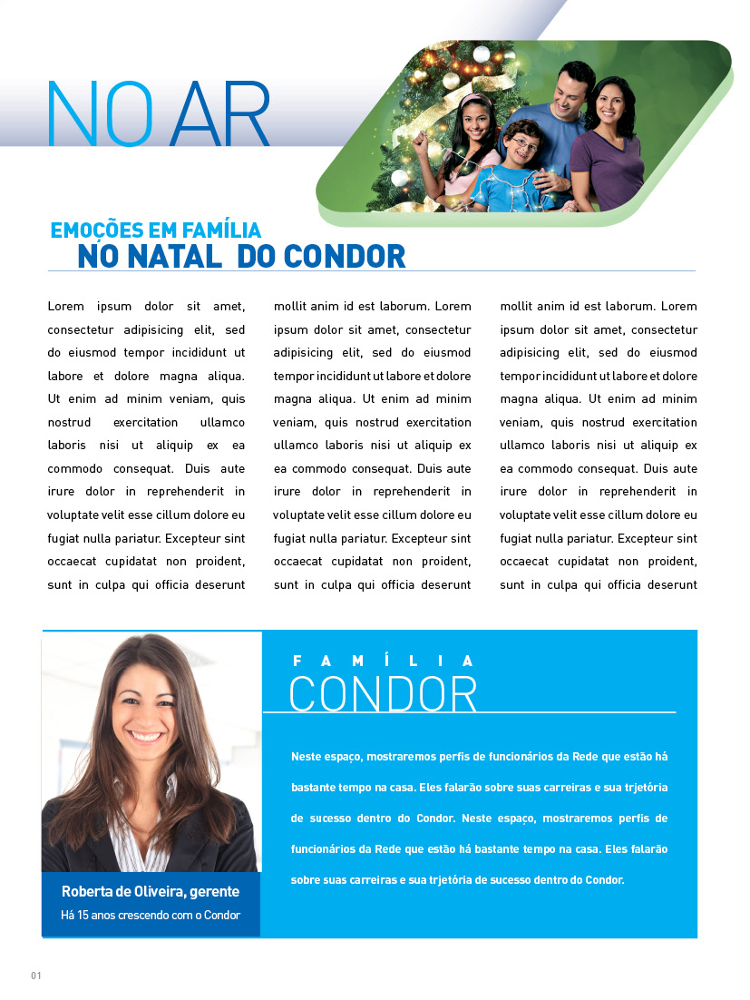 NO AR
EMOÇÕES EM FAMÍLIA
NO NATAL DO CONDOR
Lorem ipsum dolor sit amet,
consectetur adipisicing elit, sed
do eiusmod tempor incididunt ut
labore et dolore magna aliqua.
Ut enim ad minim veniam, quis
nostrud exercitation ullamco
laboris nisi ut aliquip ex ea
commodo consequat. Duis aute
irure dolor in reprehenderit in
voluptate velit esse cillum dolore eu
fugiat nulla pariatur. Excepteur sint
occaecat cupidatat non proident,
sunt in culpa qui officia deserunt
mollit anim id est laborum. Lorem
ipsum dolor sit amet, consectetur
adipisicing elit, sed do eiusmod
tempor incididunt ut labore et dolore
magna aliqua. Ut enim ad minim
veniam, quis nostrud exercitation
ullamco laboris nisi ut aliquip ex
ea commodo consequat. Duis aute
irure dolor in reprehenderit in
voluptate velit esse cillum dolore eu
fugiat nulla pariatur. Excepteur sint
occaecat cupidatat non proident,
sunt in culpa qui officia deserunt
mollit anim id est laborum. Lorem
ipsum dolor sit amet, consectetur
adipisicing elit, sed do eiusmod
tempor incididunt ut labore et dolore
magna aliqua. Ut enim ad minim
veniam, quis nostrud exercitation
ullamco laboris nisi ut aliquip ex
ea commodo consequat. Duis aute
irure dolor in reprehenderit in
voluptate velit esse cillum dolore eu
fugiat nulla pariatur. Excepteur sint
occaecat cupidatat non proident,
sunt in culpa qui officia deserunt
Roberta de Oliveira, gerente
Há 15 anos crescendo com o Condor
FAMÍLIA
CONDOR
Neste espaço, mostraremos perfis de funcionários da Rede que estão há
bastante tempo na casa. Eles falarão sobre suas carreiras e sua trjetória
de sucesso dentro do Condor. Neste espaço, mostraremos perfis de
funcionários da Rede que estão há bastante tempo na casa. Eles falarão
sobre suas carreiras e sua trjetória de sucesso dentro do Condor.
01